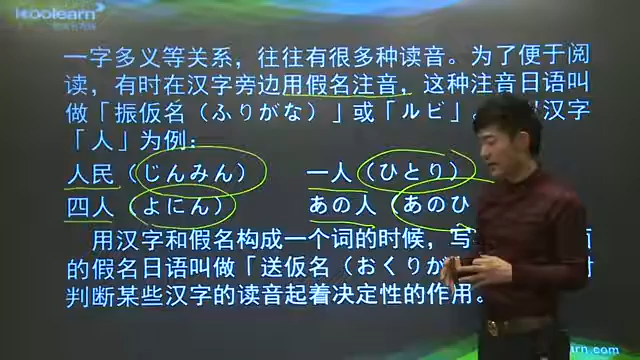 Koolearn
一字多义等关系，往往有很多种读音。为了便于阅
读，有时在汉字旁边用假名注音，这种注音日语叫
做「振仮名（ふりがな）」或「ルビ」。 汉字
「人」为例：
人民（じんみん） 一人（ひとり）
四人（よにん） あの人（あのひ
用汉字和假名构成一个词的时候，写
的假名日语叫做「送仮名（おくりが
判断某些汉字的读音起着决定性的作用。